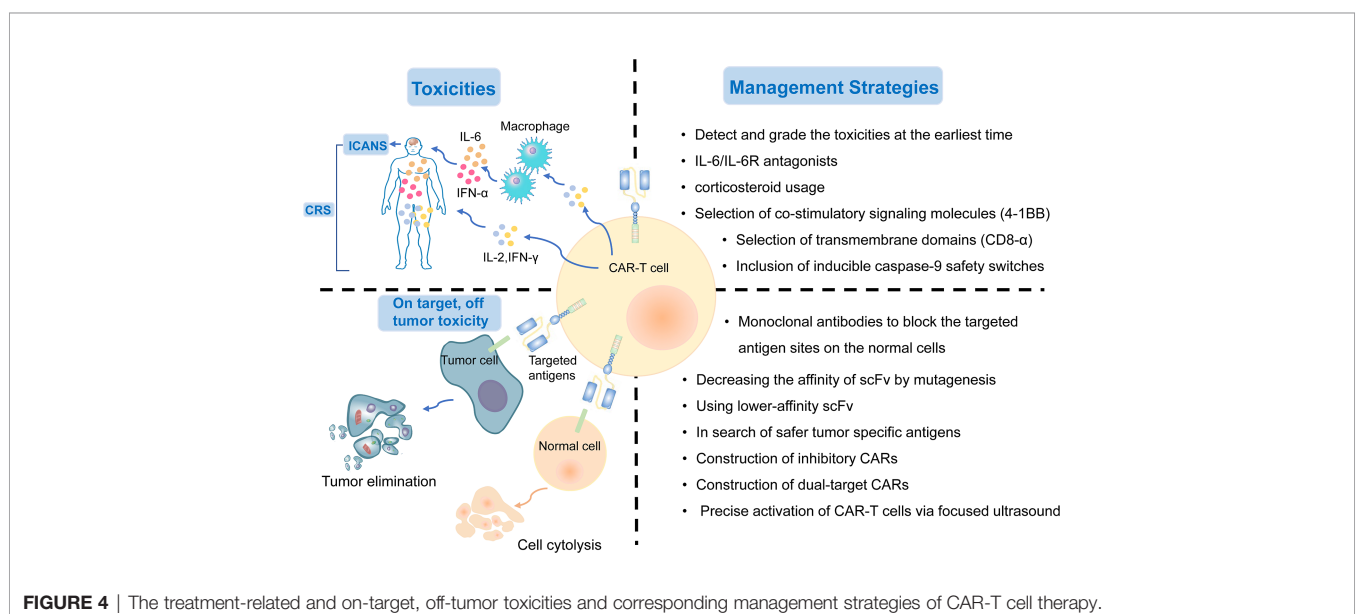 Toxicities
ICANS
IL-6
Macrophage
IFN-α
CRS
IL-2,IFN-γ
CAR-T cell
On target, off
tumor toxicity
Tumor cell
Targeted
antigens
Normal cell
Tumor elimination
Cell cytolysis
Management Strategies
• Detect and grade the toxicities at the earliest time
• IL-6/IL-6R antagonists
• corticosteroid usage
• Selection of co-stimulatory signaling molecules (4-1BB)
• Selection of transmembrane domains (CD8-α)
• Inclusion of inducible caspase-9 safety switches
• Monoclonal antibodies to block the targeted
antigen sites on the normal cells
• Decreasing the affinity of scFv by mutagenesis
• Using lower-affinity scFv
• In search of safer tumor specific antigens
• Construction of inhibitory CARs
• Construction of dual-target CARs
• Precise activation of CAR-T cells via focused ultrasound
FIGURE 4 | The treatment-related and on-target, off-tumor toxicities and corresponding management strategies of CAR-T cell therapy.